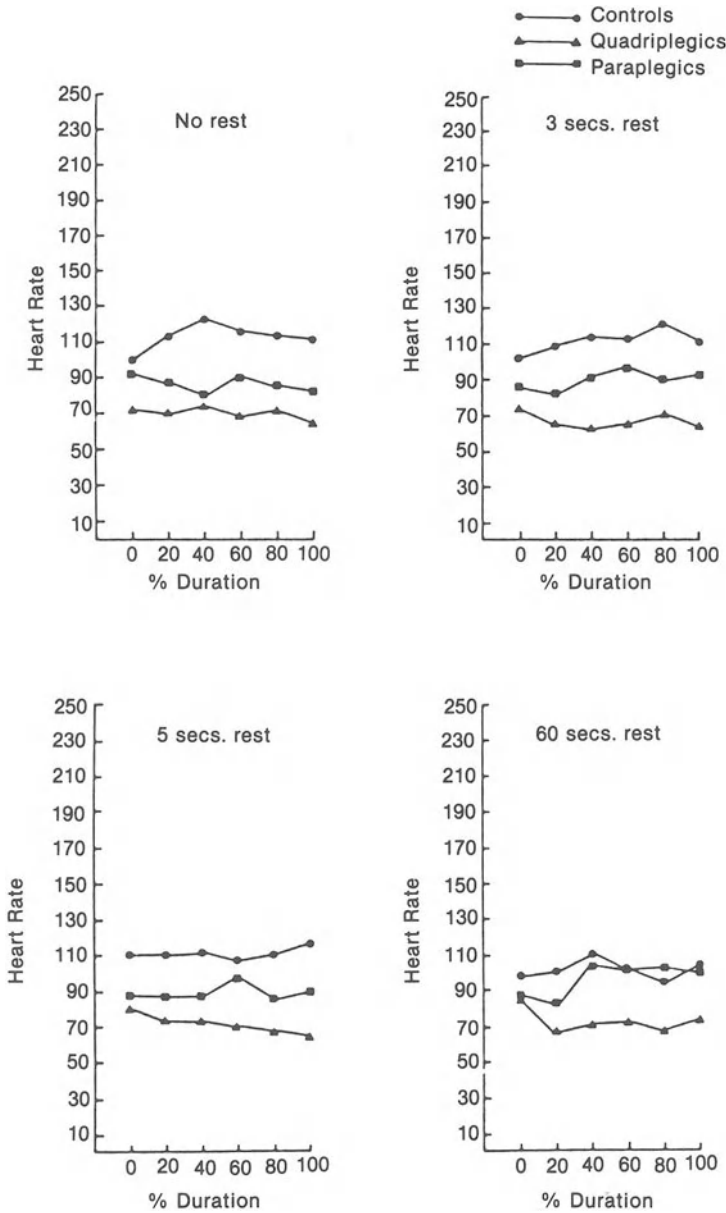 Controls
Quadriplegics
Paraplegics
No rest
250
230
210
190
170
150
130
110
90
70
50
30
10
Heart Rate
0 20 40 60 80 100
% Duration
3 secs. rest
250
230
210
190
170
150
130
110
90
70
50
30
10
Heart Rate
0 20 40 60 80 100
% Duration
5 secs. rest
250
230
210
190
170
150
130
110
90
70
50
30
10
Heart Rate
0 20 40 60 80 100
% Duration
60 secs. rest
250
230
210
190
170
150
130
110
90
70
50
30
10
Heart Rate
0 20 40 60 80 100
% Duration